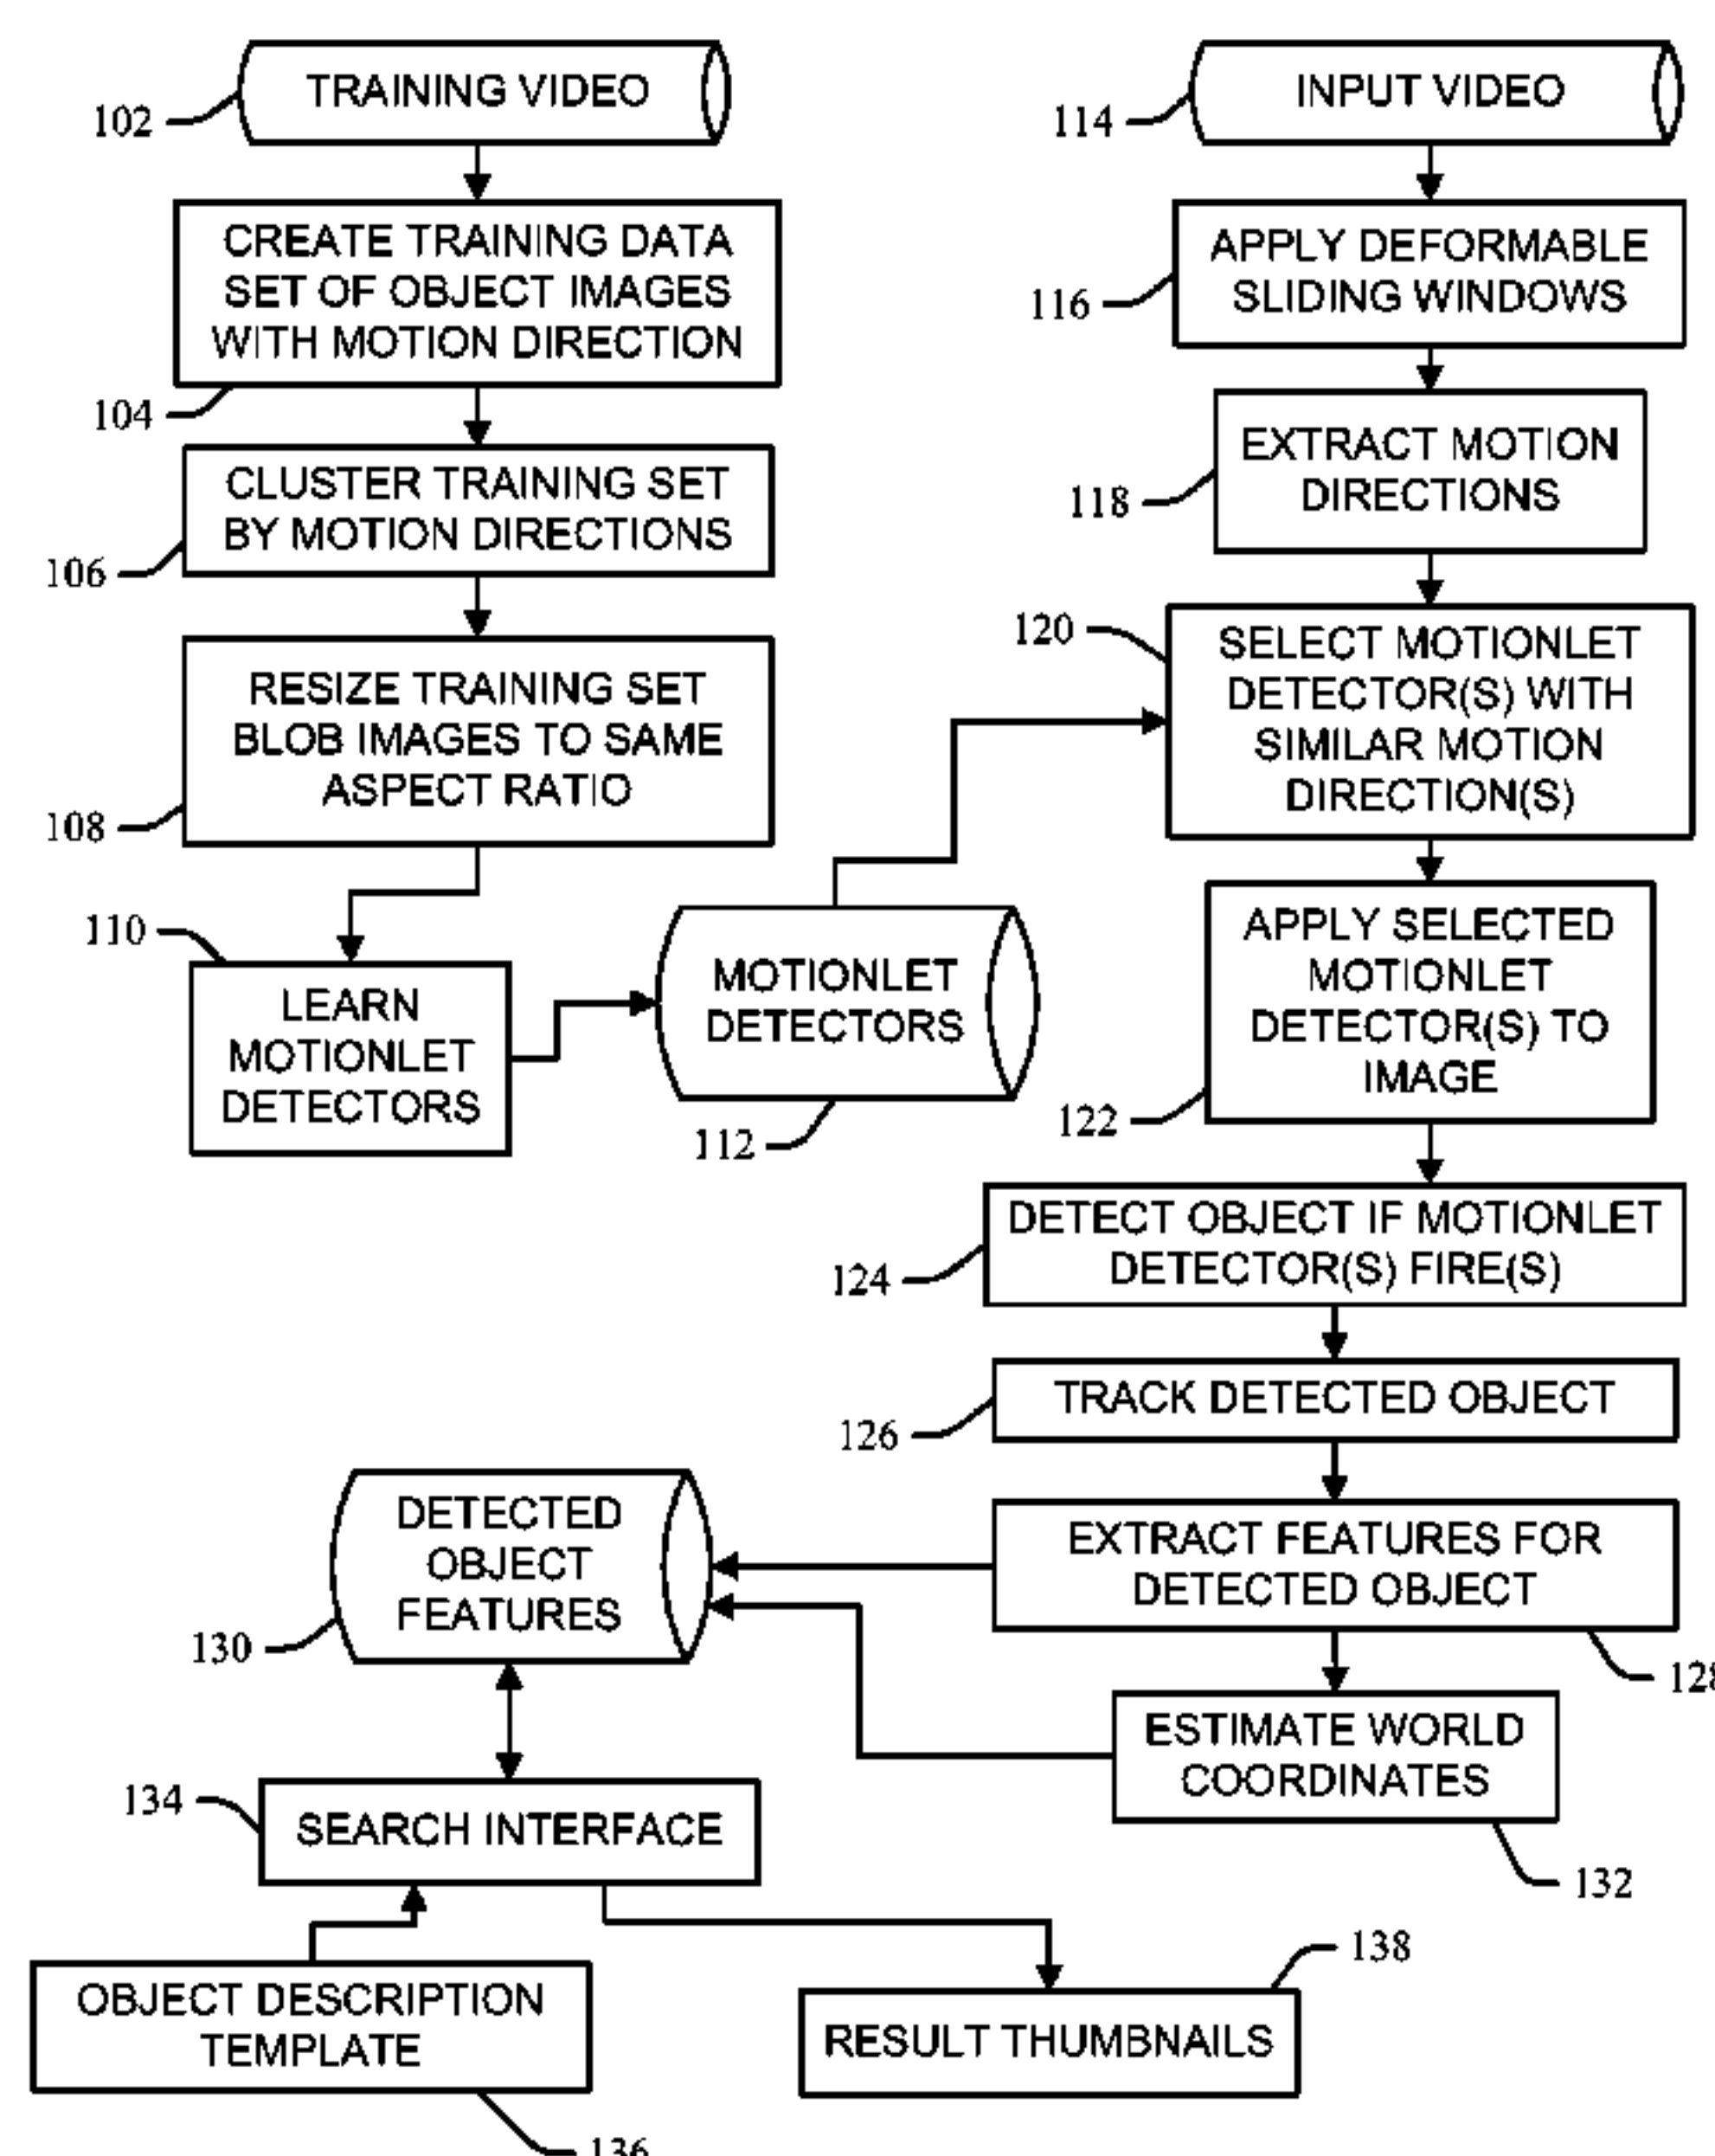 TRAINING VIDEO
102
CREATE TRAINING DATA
SET OF OBJECT IMAGES
WITH MOTION DIRECTION
104
CLUSTER TRAINING SET
BY MOTION DIRECTIONS
106
RESIZE TRAINING SET
BLOB IMAGES TO SAME
ASPECT RATIO
108
110
LEARN
MOTIONLET
DETECTORS
MOTIONLET
DETECTORS
112
INPUT VIDEO
114
APPLY DEFORMABLE
SLIDING WINDOWS
116
EXTRACT MOTION
DIRECTIONS
118
120
SELECT MOTIONLET
DETECTOR(S) WITH
SIMILAR MOTION
DIRECTION(S)
APPLY SELECTED
MOTIONLET
DETECTOR(S) TO
IMAGE
122
DETECT OBJECT IF MOTIONLET
DETECTOR(S) FIRE(S)
124
TRACK DETECTED OBJECT
126
EXTRACT FEATURES FOR
DETECTED OBJECT
128
DETECTED
OBJECT
FEATURES
130
ESTIMATE WORLD
COORDINATES
132
134
SEARCH INTERFACE
OBJECT DESCRIPTION
TEMPLATE
136
138
RESULT THUMBNAILS